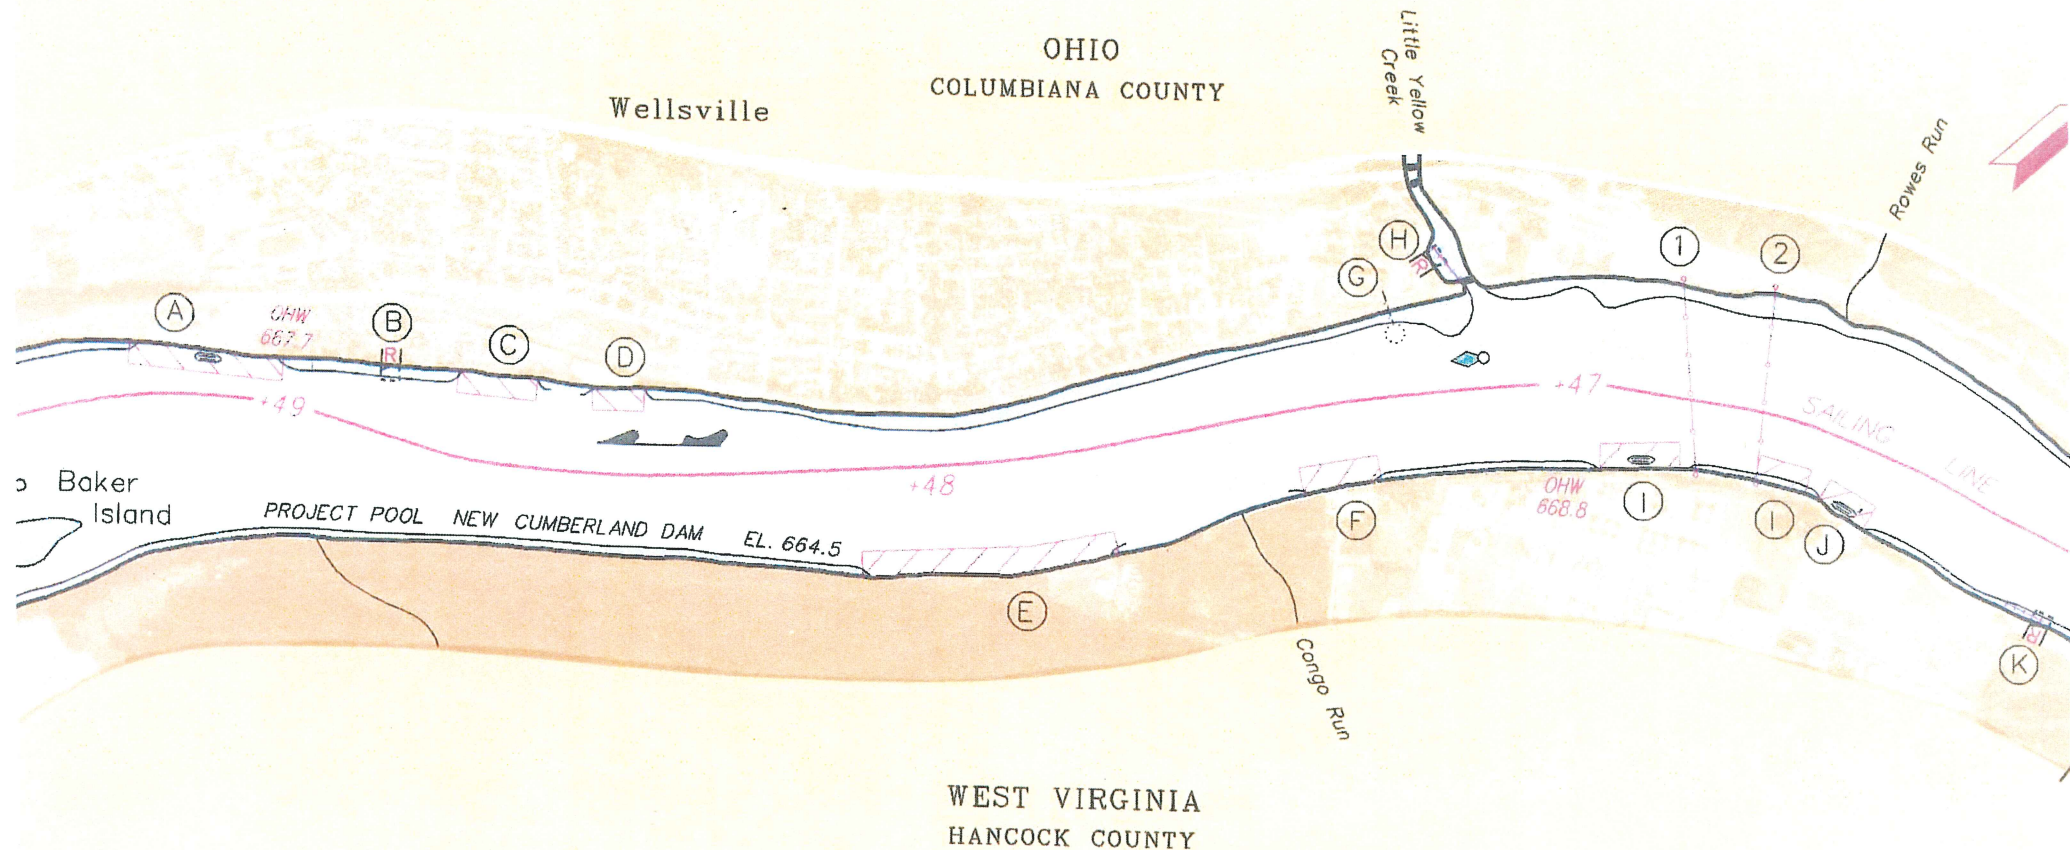 OHIO
COLUMBIANA COUNTY
Wellsville
Little Yellow
Creek
Rowes Run
H
R
1
2
G
A
OHW
667.7
B
R
C
D
+49
+47
SAILING
LINE
+48
Baker
Island
PROJECT POOL NEW CUMBERLAND DAM EL. 664.5
OHW
668.8
F
I
I
J
E
K
R
Congo Run
WEST VIRGINIA
HANCOCK COUNTY